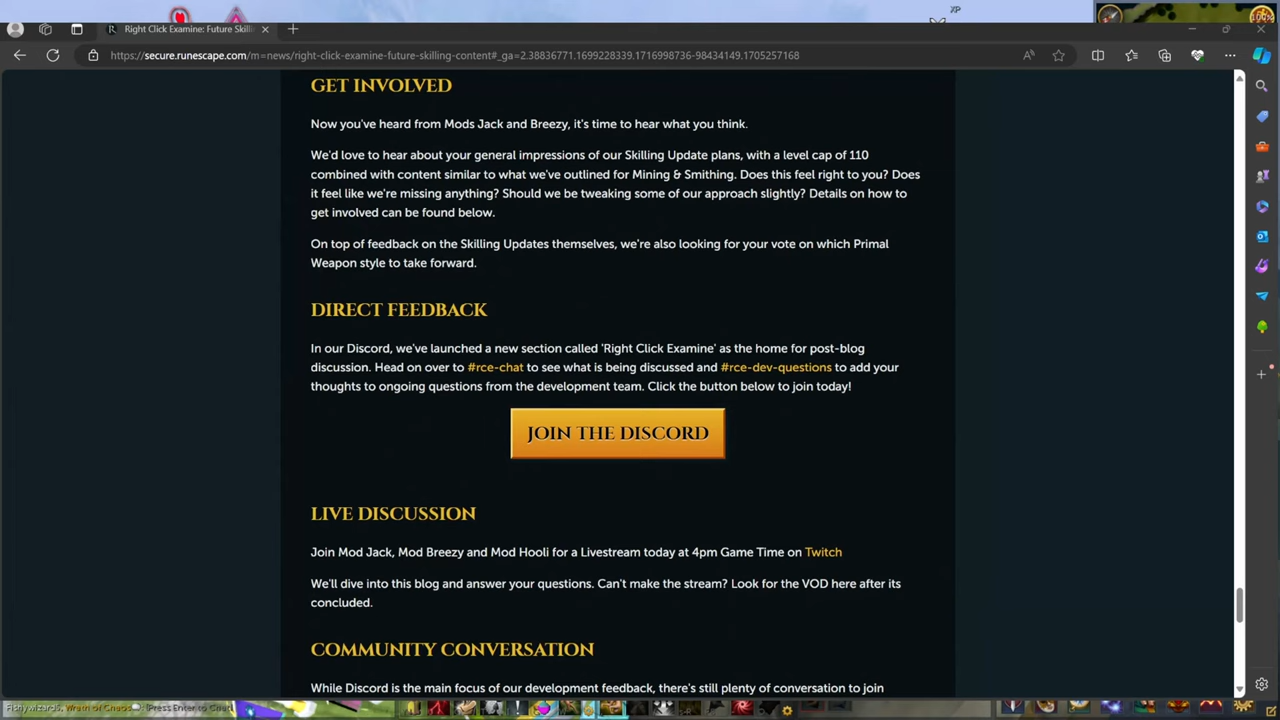 XP
Right Click Examine: Future Skilli
100%
https://secure.runescape.com/m=news/right-click-examine-future-skilling-content#_ga=2.38836771.1699228339.1716998736-98434149.1705257168
GET INVOLVED
Now you've heard from Mods Jack and Breezy, it's time to hear what you think.
We'd love to hear about your general impressions of our Skilling Update plans, with a level cap of 110
combined with content similar to what we've outlined for Mining & Smithing. Does this feel right to you? Does
it feel like we're missing anything? Should we be tweaking some of our approach slightly? Details on how to
get involved can be found below.
On top of feedback on the Skilling Updates themselves, we're also looking for your vote on which Primal
Weapon style to take forward.
DIRECT FEEDBACK
In our Discord, we've launched a new section called 'Right Click Examine' as the home for post-blog
discussion. Head on over to #rce-chat to see what is being discussed and #rce-dev-questions to add your
thoughts to ongoing questions from the development team. Click the button below to join today!
JOIN THE DISCORD
LIVE DISCUSSION
Join Mod Jack, Mod Breezy and Mod Hooli for a Livestream today at 4pm Game Time on Twitch
We'll dive into this blog and answer your questions. Can't make the stream? Look for the VOD here after its
concluded.
COMMUNITY CONVERSATION
While Discord is the main focus of our development feedback, there's still plenty of conversation to join
Wrath of Chaos: [Press Enter to Chat]